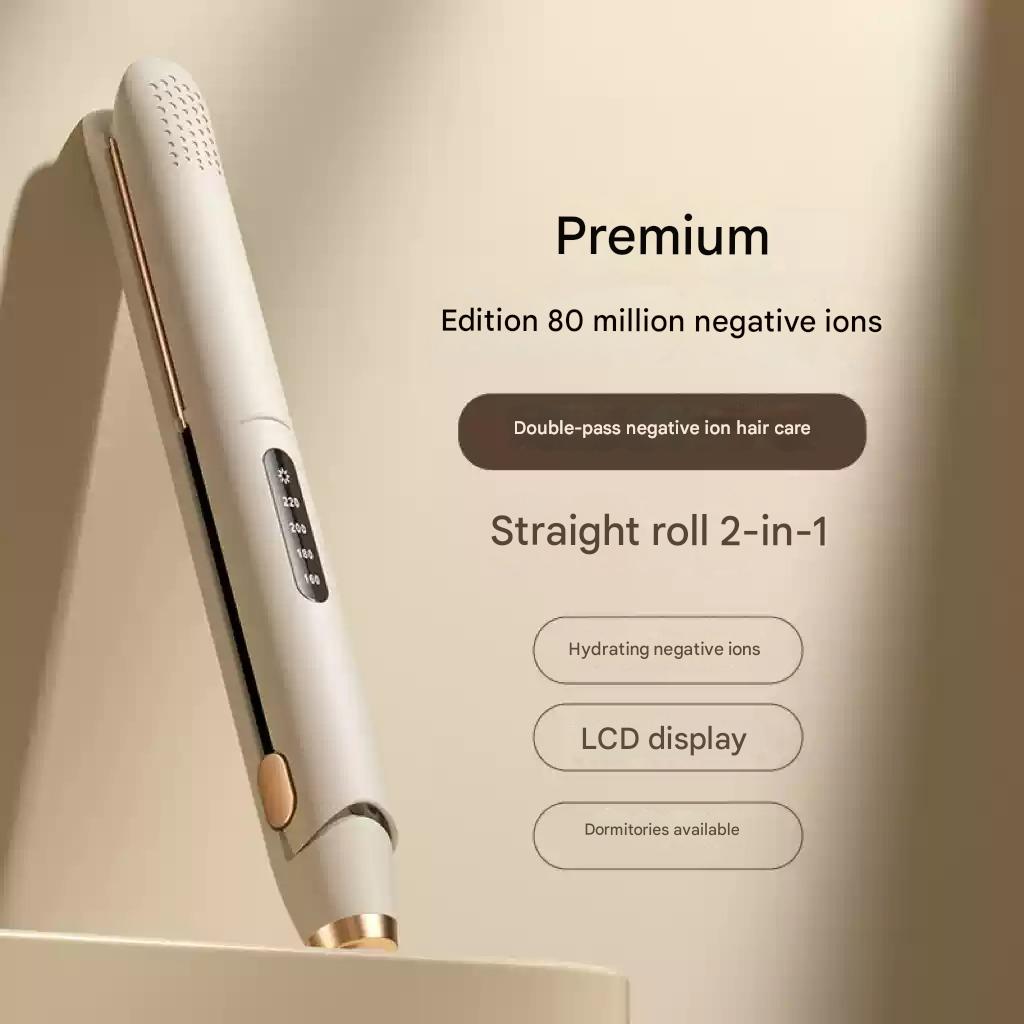 Premium
Edition 80 million negative ions
Double-pass negative ion hair care
Straight roll 2-in-1
Hydrating negative ions
LCD display
Dormitories available
220
200
180
160